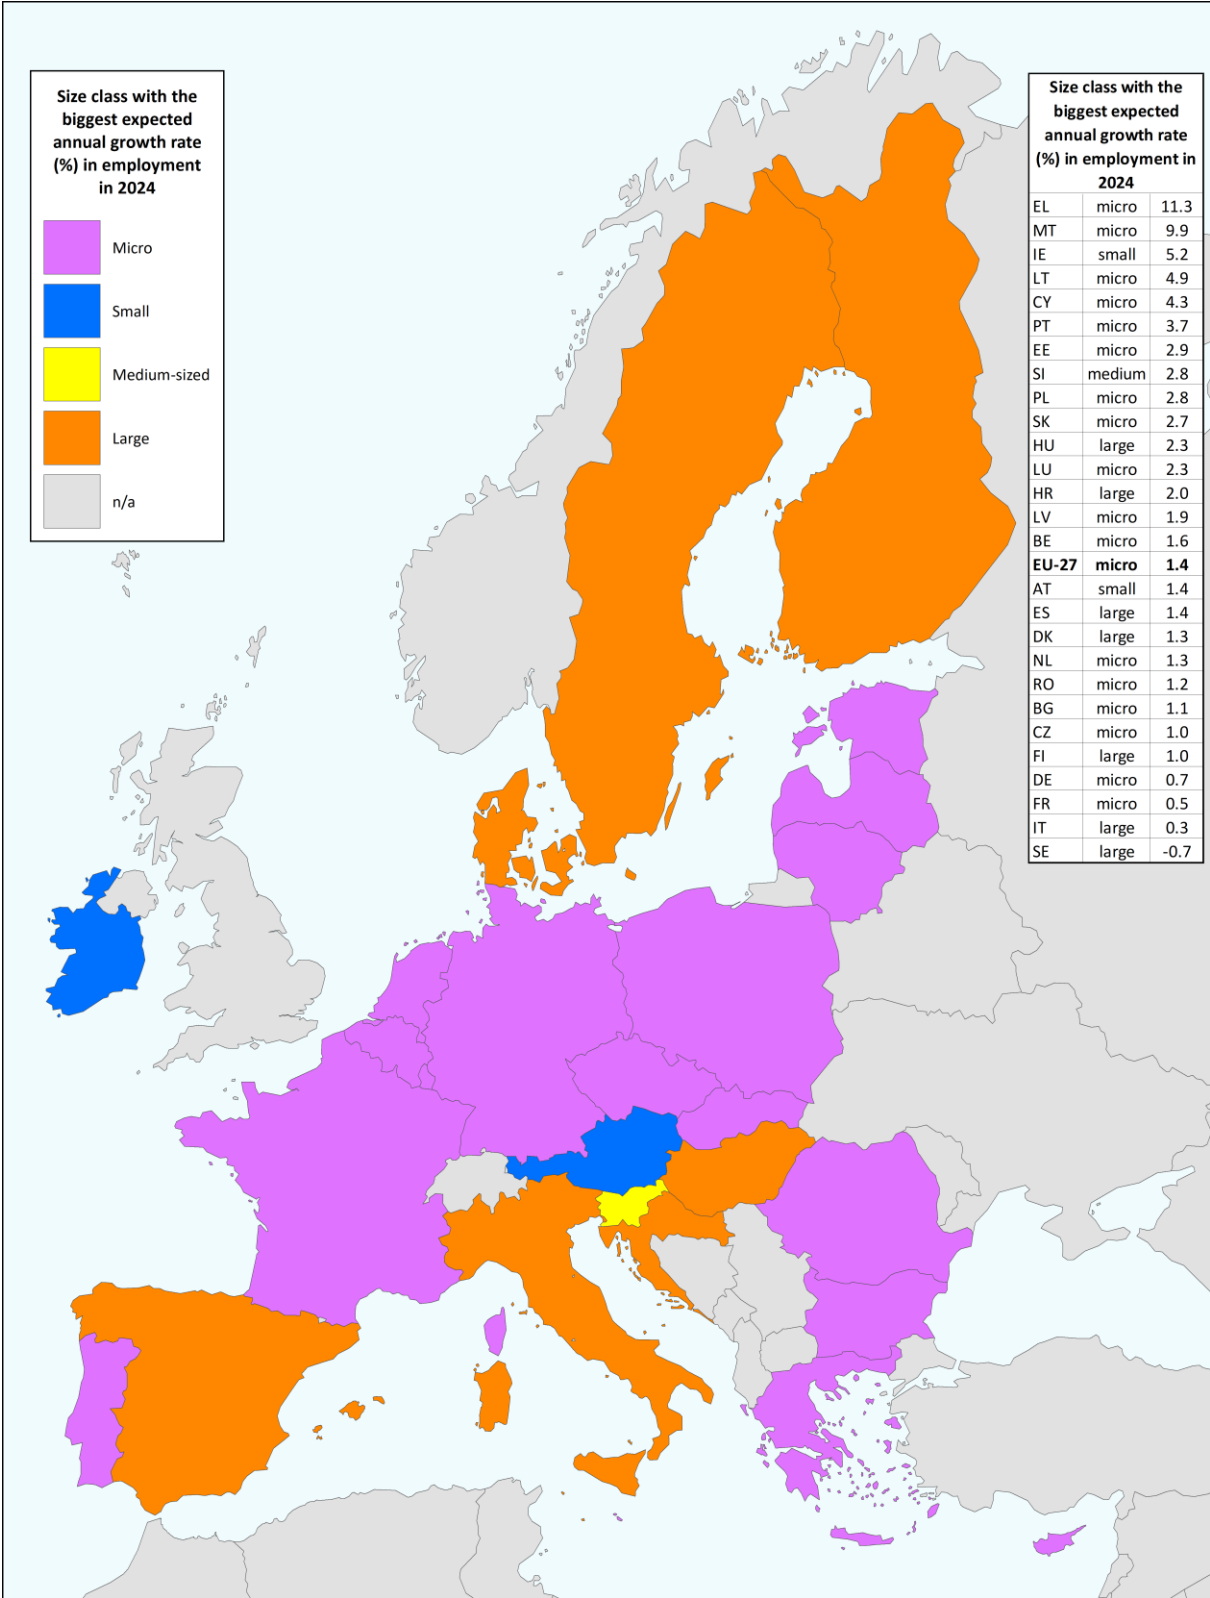 Size class with the
biggest expected
annual growth rate
(%) in employment
in 2024
Micro
Small
Medium-sized
Large
n/a
Size class with the
biggest expected
annual growth rate
(%) in employment in
2024
EL micro 11.3
MT micro 9.9
IE small 5.2
LT micro 4.9
CY micro 4.3
PT micro 3.7
EE micro 2.9
SI medium 2.8
PL micro 2.8
SK micro 2.7
HU large 2.3
LU micro 2.3
HR large 2.0
LV micro 1.9
BE micro 1.6
EU-27 micro 1.4
AT small 1.4
ES large 1.4
DK large 1.3
NL micro 1.3
RO micro 1.2
BG micro 1.1
CZ micro 1.0
FI large 1.0
DE micro 0.7
FR micro 0.5
IT large 0.3
SE large -0.7